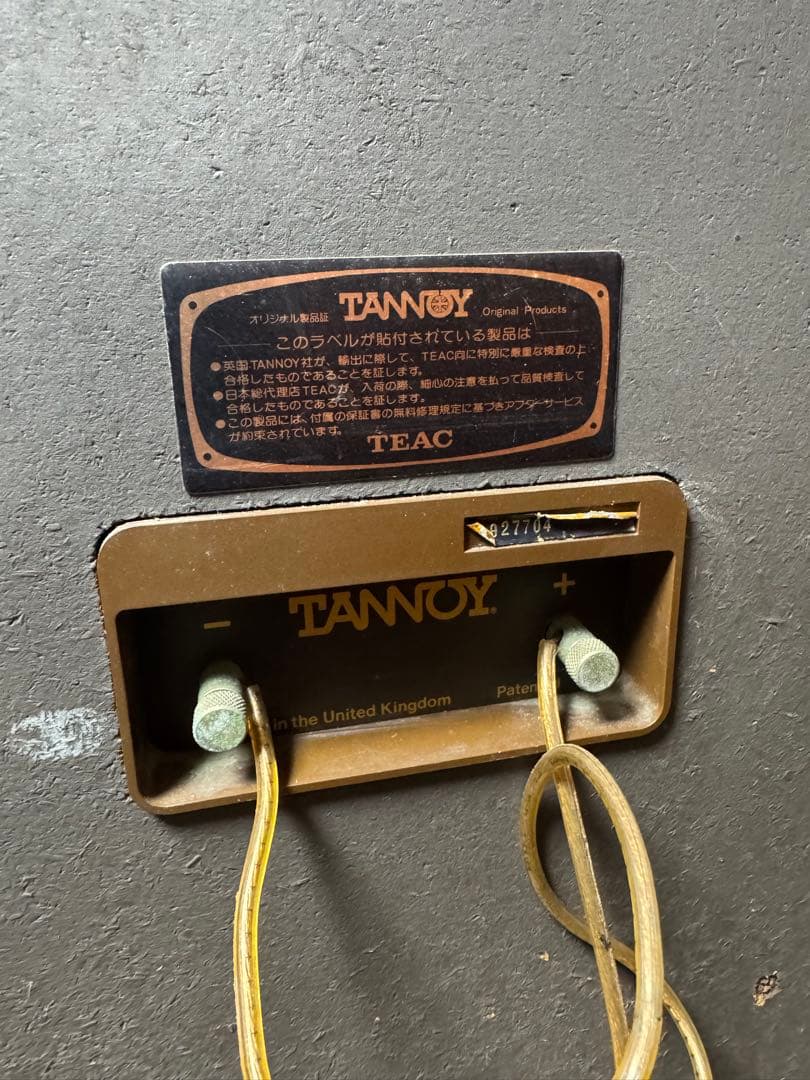 オリジナル製品証 TANNOY Original Products
このラベルが貼付されている製品は
●英国TANNOY社が、輸出に際して、TEAC向に特別に厳重な検査の上
合格したものであることを証します。
●日本総代理店TEACが、入荷の際、細心の注意を払って品質検査して
合格したものであることを証します。
●この製品には、付属の保証書の無料修理規定に基づきアフターサービス
が約束されています。
TEAC
927704
− TANNOY® +
in the United Kingdom Paten